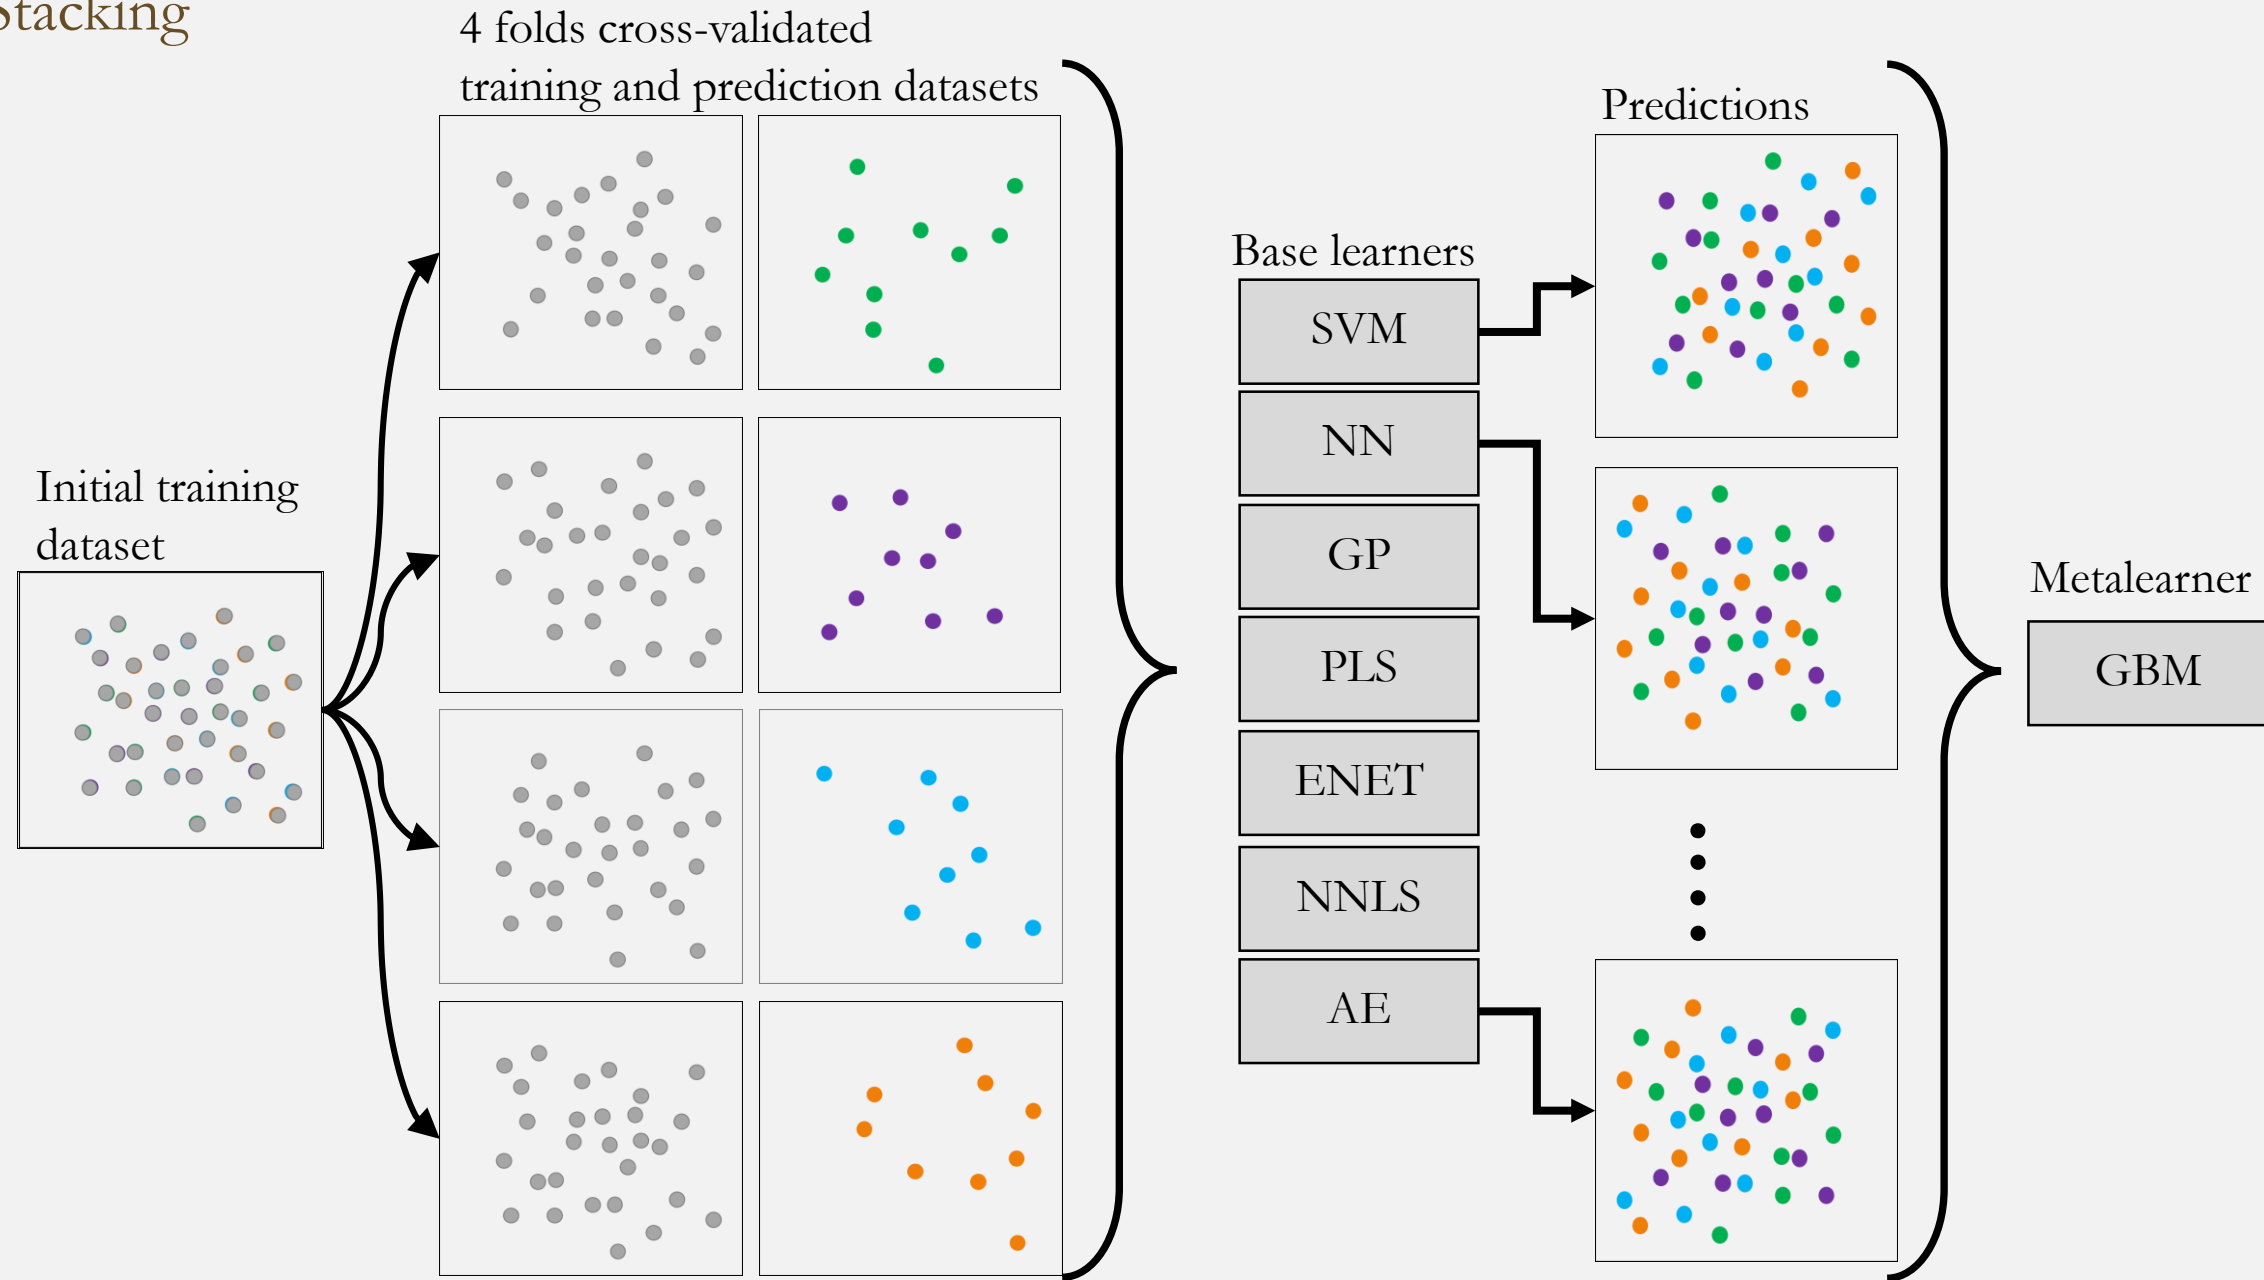 Stacking
4 folds cross-validated
training and prediction datasets
Initial training
dataset
Base learners
SVM
NN
GP
PLS
ENET
NNLS
AE
Predictions
Metalearner
GBM